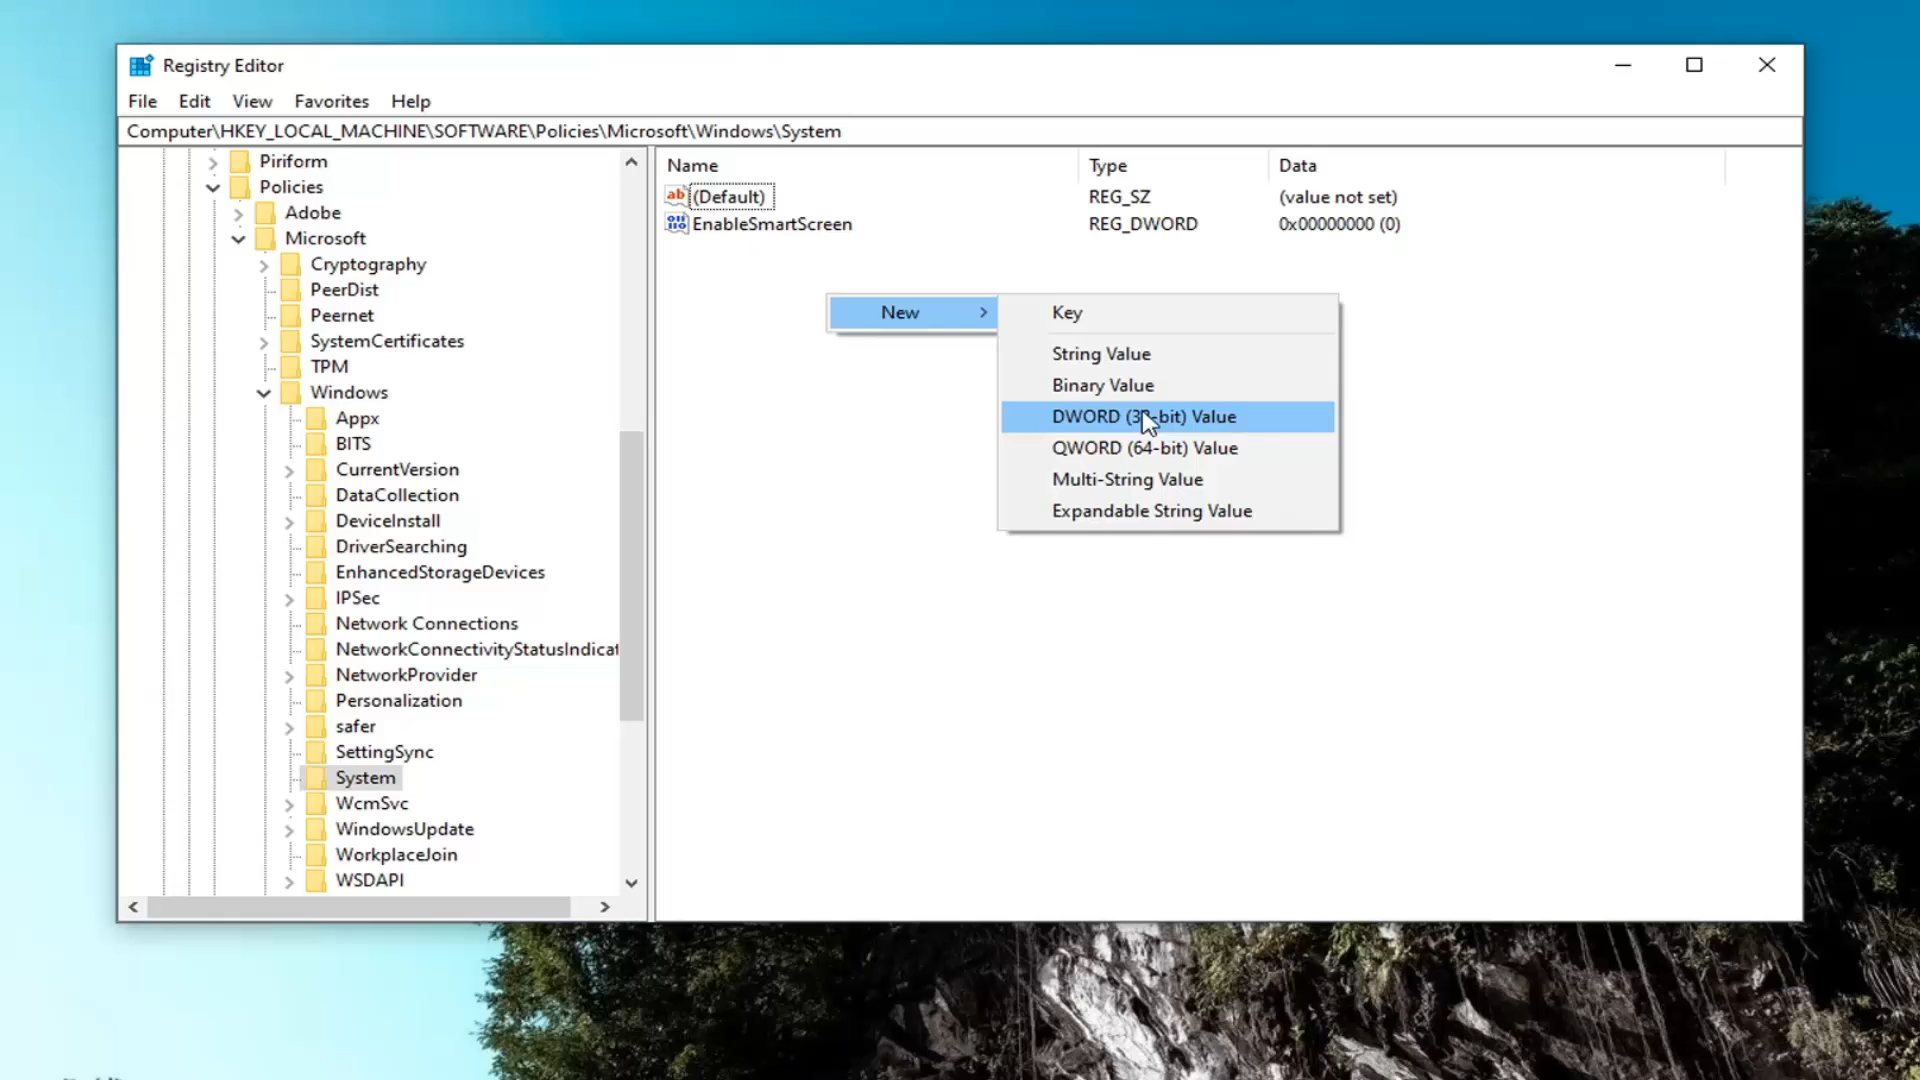 Registry Editor
File Edit View Favorites Help
Computer\HKEY_LOCAL_MACHINE\SOFTWARE\Policies\Microsoft\Windows\System
Piriform
Policies
Adobe
Microsoft
Cryptography
PeerDist
Peernet
SystemCertificates
TPM
Windows
Appx
BITS
CurrentVersion
DataCollection
DeviceInstall
DriverSearching
EnhancedStorageDevices
IPSec
Network Connections
NetworkConnectivityStatusIndicat
NetworkProvider
Personalization
safer
SettingSync
System
WcmSvc
WindowsUpdate
WorkplaceJoin
WSDAPI
Name Type Data
(Default) REG_SZ (value not set)
EnableSmartScreen REG_DWORD 0x00000000 (0)
New
Key
String Value
Binary Value
DWORD (32-bit) Value
QWORD (64-bit) Value
Multi-String Value
Expandable String Value